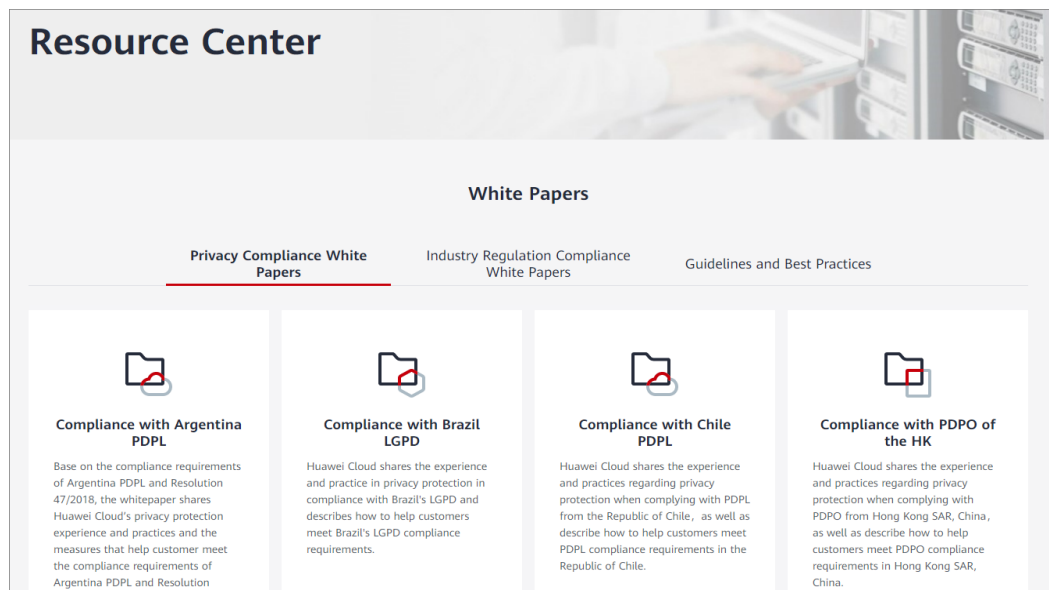 Resource Center
White Papers
Privacy Compliance White
Papers
Industry Regulation Compliance
White Papers
Guidelines and Best Practices
Compliance with Argentina
PDPL
Base on the compliance requirements
of Argentina PDPL and Resolution
47/2018, the whitepaper shares
Huawei Cloud's privacy protection
experience and practices and the
measures that help customer meet
the compliance requirements of
Argentina PDPL and Resolution
Compliance with Brazil
LGPD
Huawei Cloud shares the experience
and practice in privacy protection in
compliance with Brazil's LGPD and
describes how to help customers
meet Brazil's LGPD compliance
requirements.
Compliance with Chile
PDPL
Huawei Cloud shares the experience
and practices regarding privacy
protection when complying with PDPL
from the Republic of Chile，as well as
describe how to help customers meet
PDPL compliance requirements in the
Republic of Chile.
Compliance with PDPO of
the HK
Huawei Cloud shares the experience
and practices regarding privacy
protection when complying with
PDPO from Hong Kong SAR, China，
as well as describe how to help
customers meet PDPO compliance
requirements in Hong Kong SAR,
China.